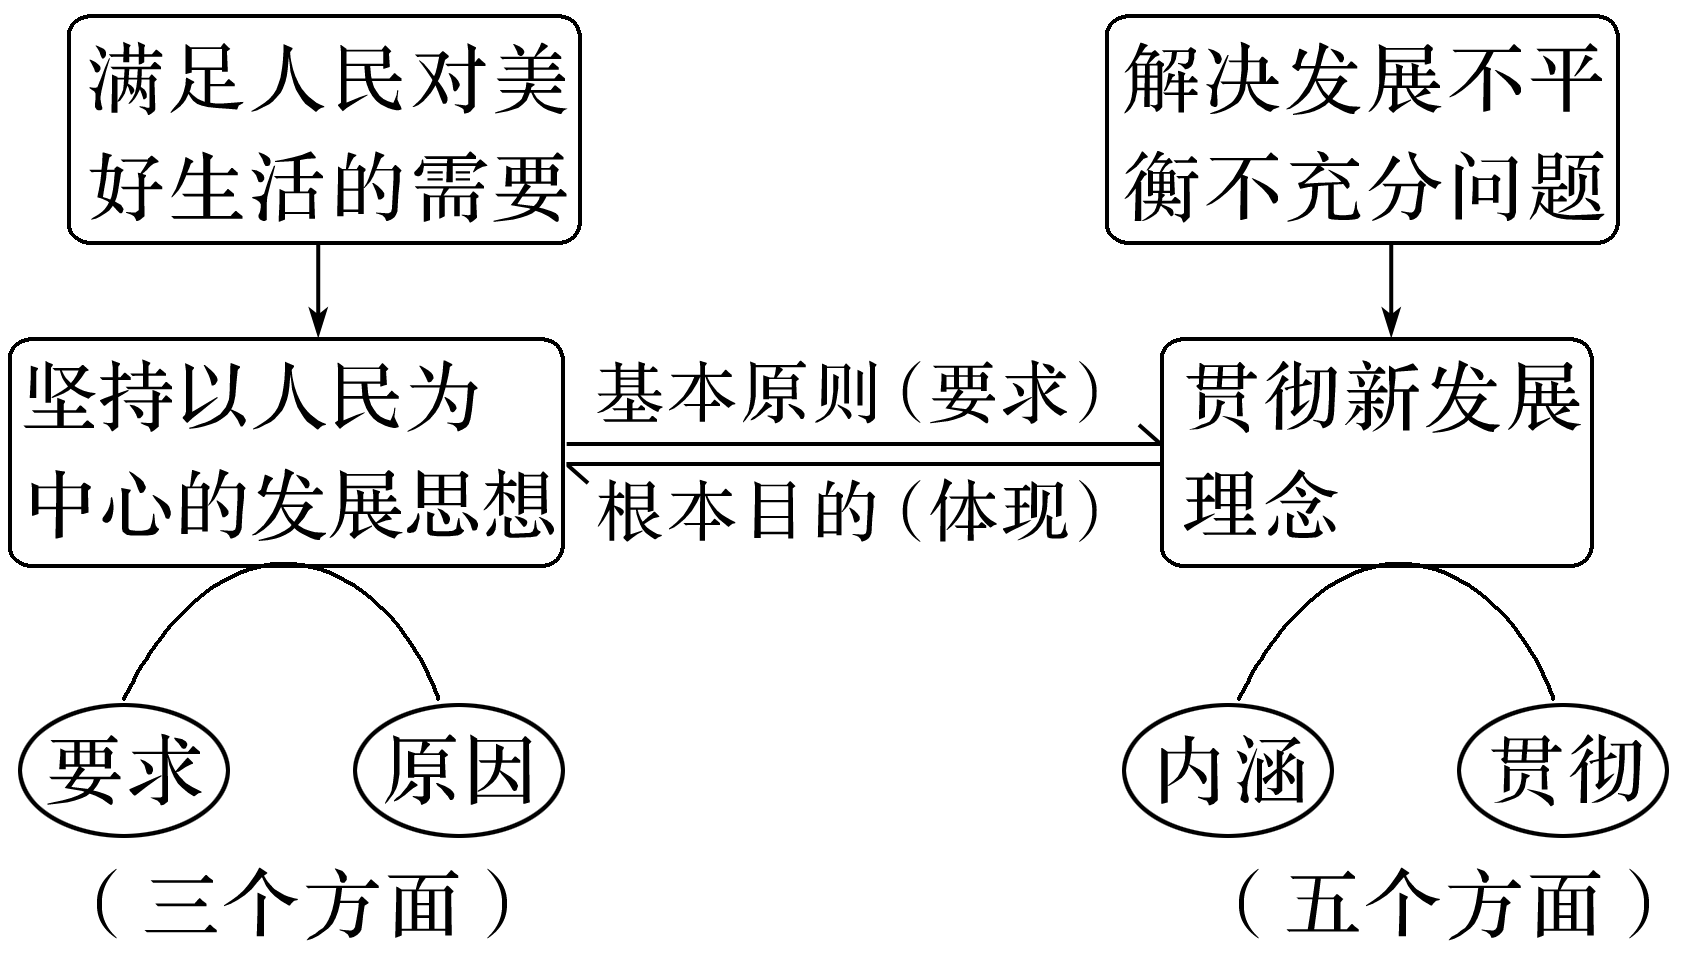 满足人民对美
好生活的需要
解决发展不平
衡不充分问题
坚持以人民为
中心的发展思想
基本原则（要求）
根本目的（体现）
贯彻新发展
理念
要求
原因
内涵
贯彻
（三个方面）
（五个方面）